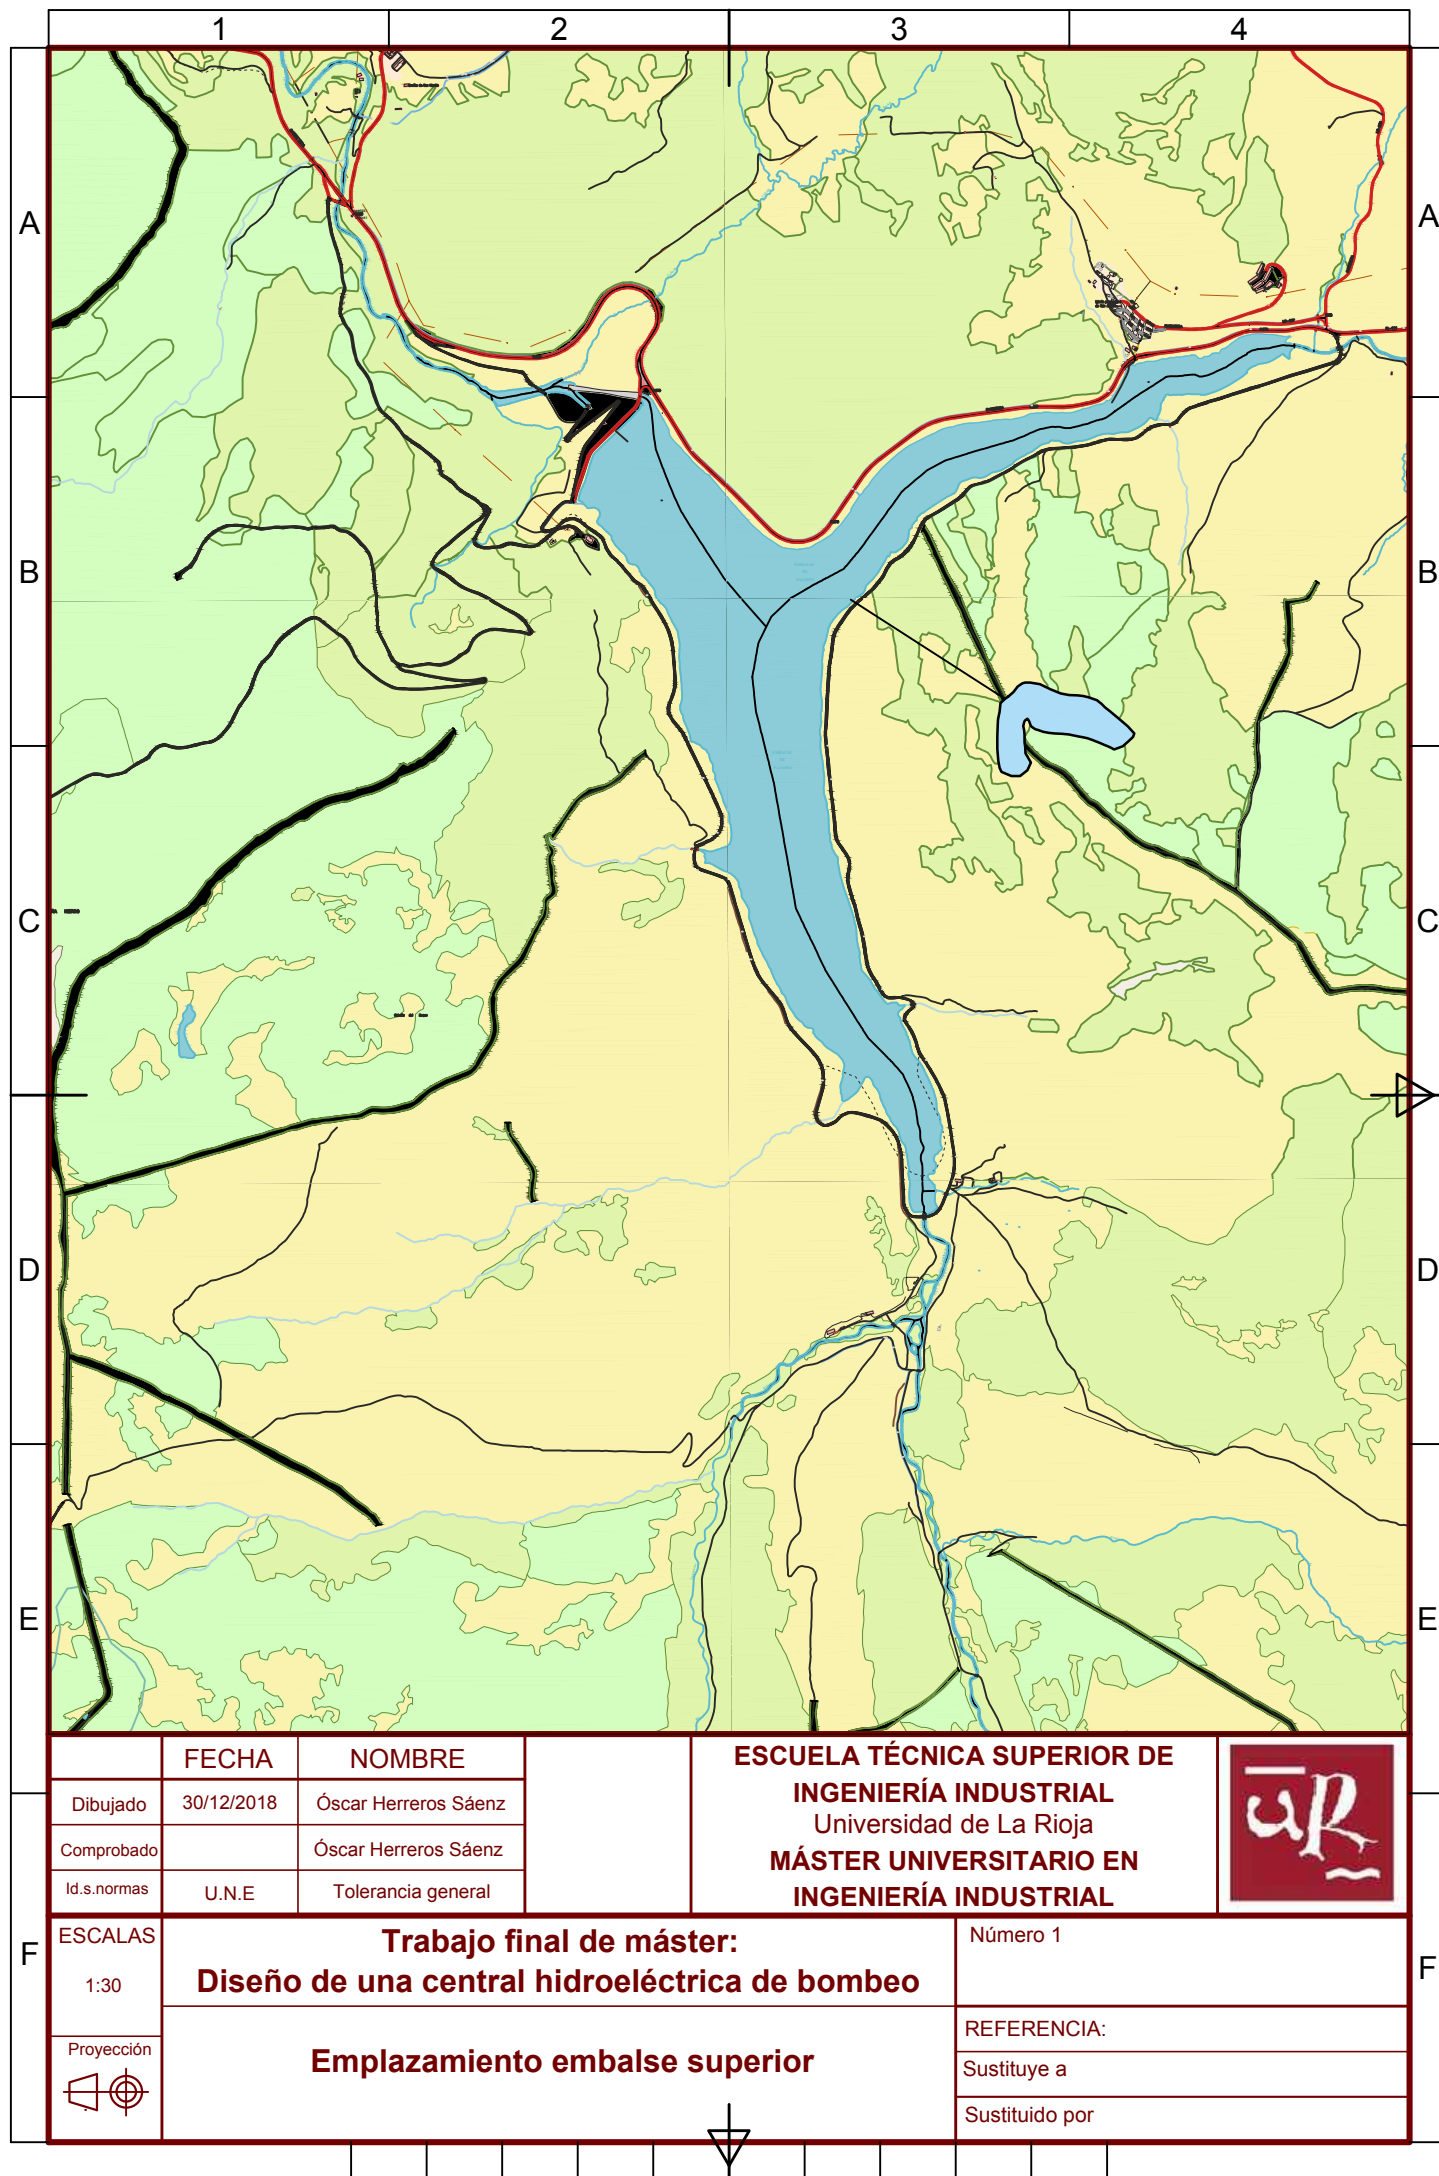 1 2 3 4
A A
B B
C C
D D
E E
F F
FECHA NOMBRE
Dibujado 30/12/2018 Óscar Herreros Sáenz
Comprobado Óscar Herreros Sáenz
Id.s.normas U.N.E Tolerancia general
ESCUELA TÉCNICA SUPERIOR DE
INGENIERÍA INDUSTRIAL
Universidad de La Rioja
MÁSTER UNIVERSITARIO EN
INGENIERÍA INDUSTRIAL
uR
ESCALAS
1:30
Proyección
Trabajo final de máster:
Diseño de una central hidroeléctrica de bombeo
Emplazamiento embalse superior
Número 1
REFERENCIA:
Sustituye a
Sustituido por